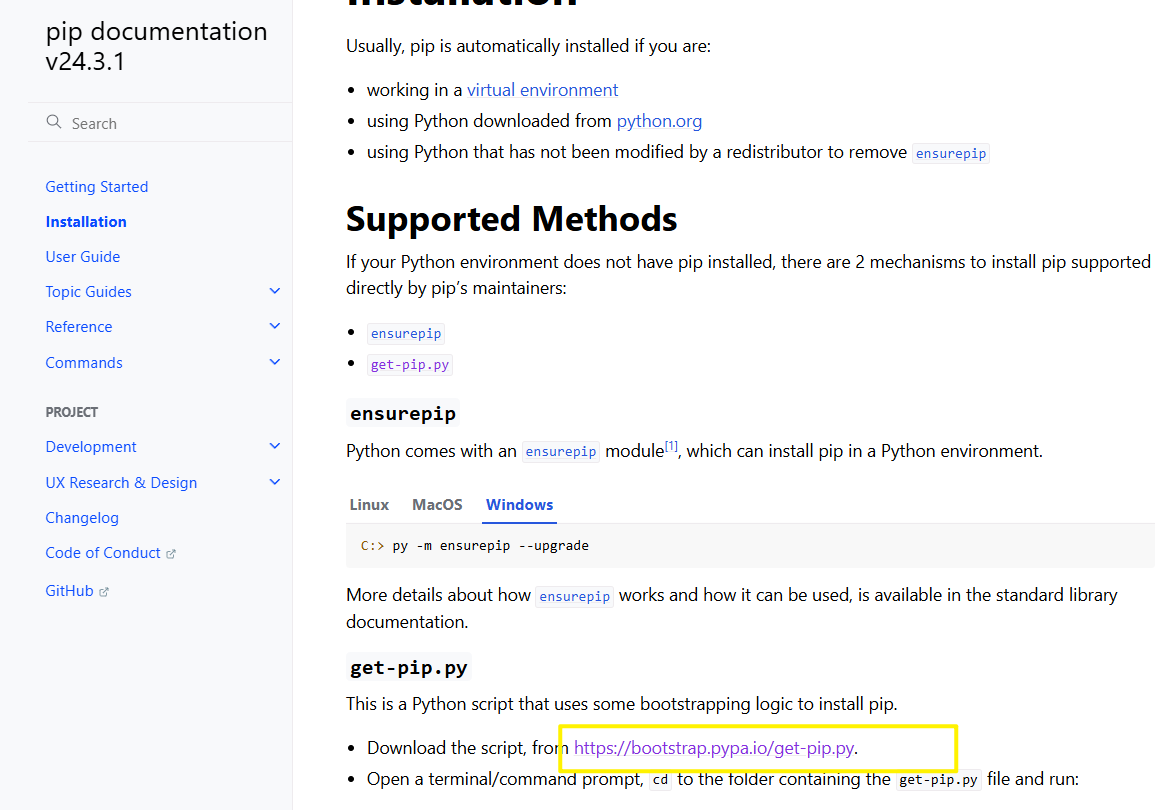 pip documentation
v24.3.1
Search
Getting Started
Installation
User Guide
Topic Guides
Reference
Commands
PROJECT
Development
UX Research & Design
Changelog
Code of Conduct
GitHub
Installation
Usually, pip is automatically installed if you are:
• working in a virtual environment
• using Python downloaded from python.org
• using Python that has not been modified by a redistributor to remove ensurepip
Supported Methods
If your Python environment does not have pip installed, there are 2 mechanisms to install pip supported
directly by pip’s maintainers:
• ensurepip
• get-pip.py
ensurepip
Python comes with an ensurepip module[1], which can install pip in a Python environment.
Linux MacOS Windows
C:> py -m ensurepip --upgrade
More details about how ensurepip works and how it can be used, is available in the standard library
documentation.
get-pip.py
This is a Python script that uses some bootstrapping logic to install pip.
• Download the script, from https://bootstrap.pypa.io/get-pip.py.
• Open a terminal/command prompt, cd to the folder containing the get-pip.py file and run: